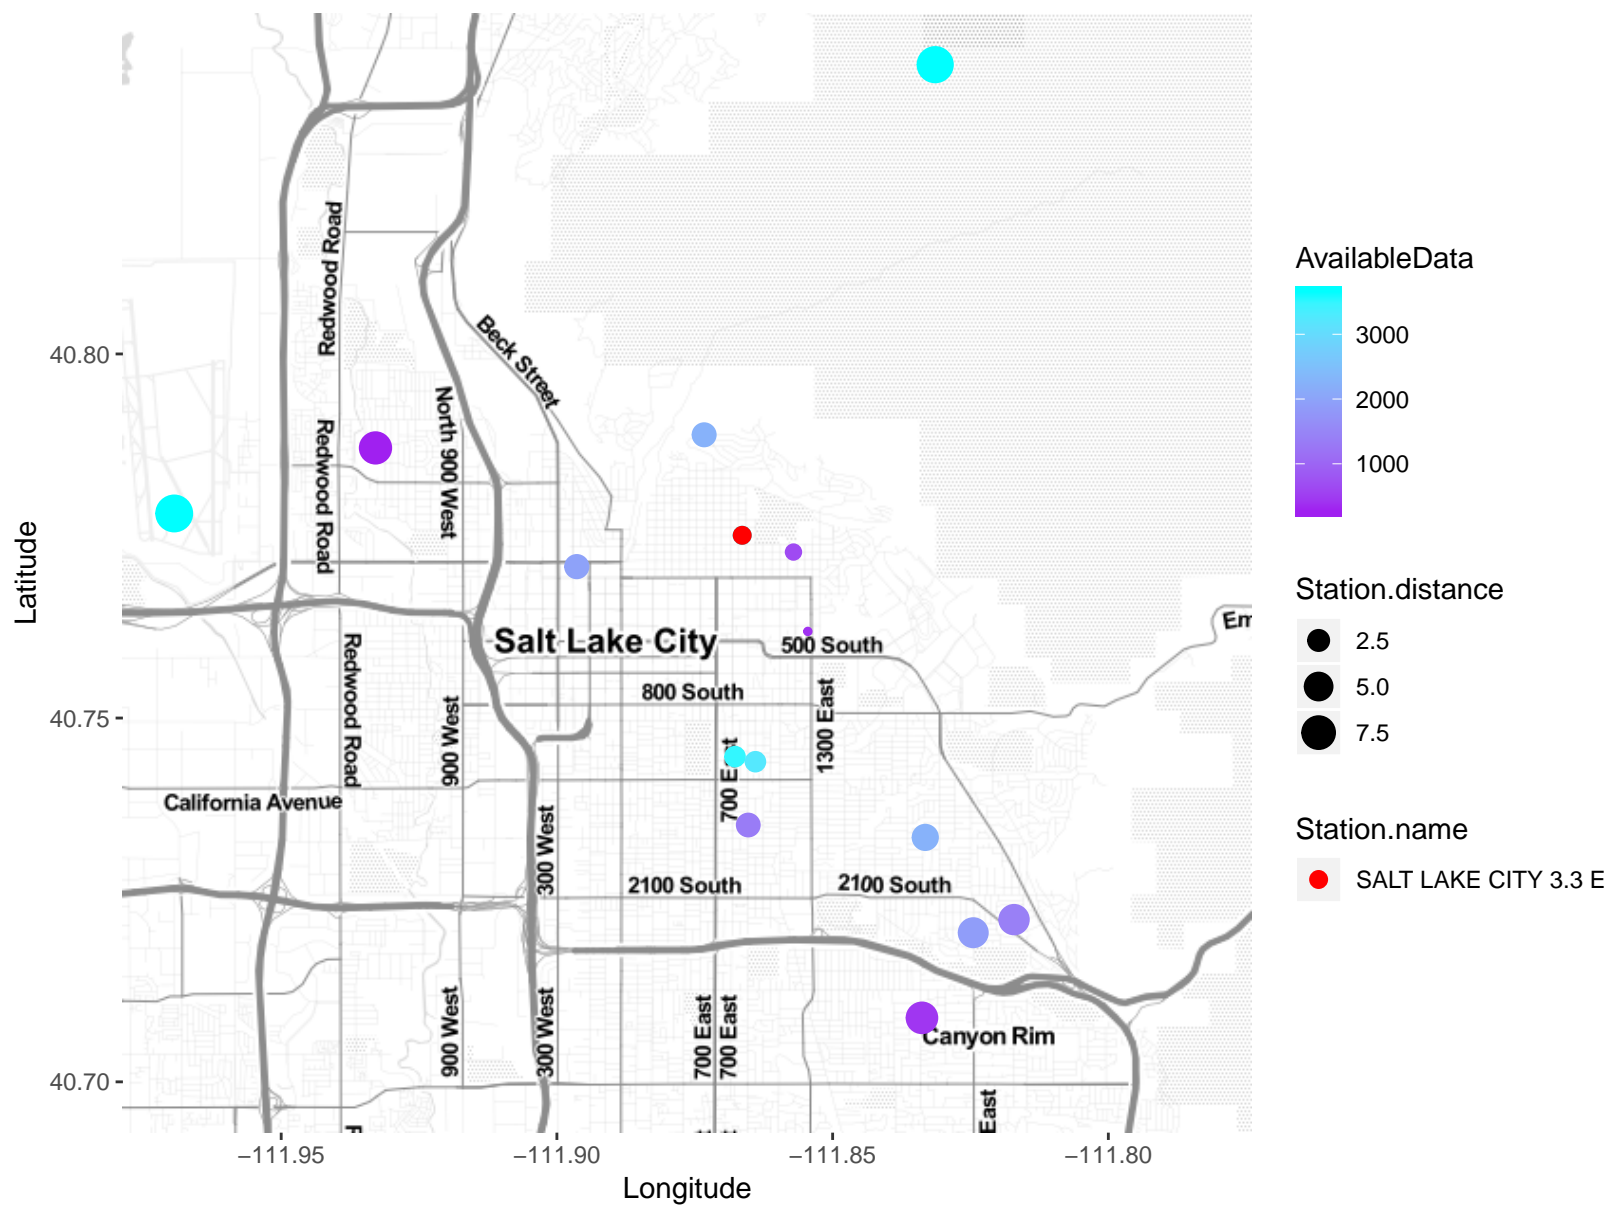 Redwood Road
Beck Street
AvailableData
3000
2000
1000
40.80
North 900 West
Redwood Road
Latitude
Station.distance
2.5
5.0
7.5
Salt Lake City
500 South
Em
Redwood Road
800 South
900 West
1300 East
40.75
700 East
California Avenue
300 West
2100 South
2100 South
Station.name
SALT LAKE CITY 3.3 E
900 West
300 West
700 East
700 East
Canyon Rim
40.70
East
−111.95
−111.90
−111.85
−111.80
Longitude